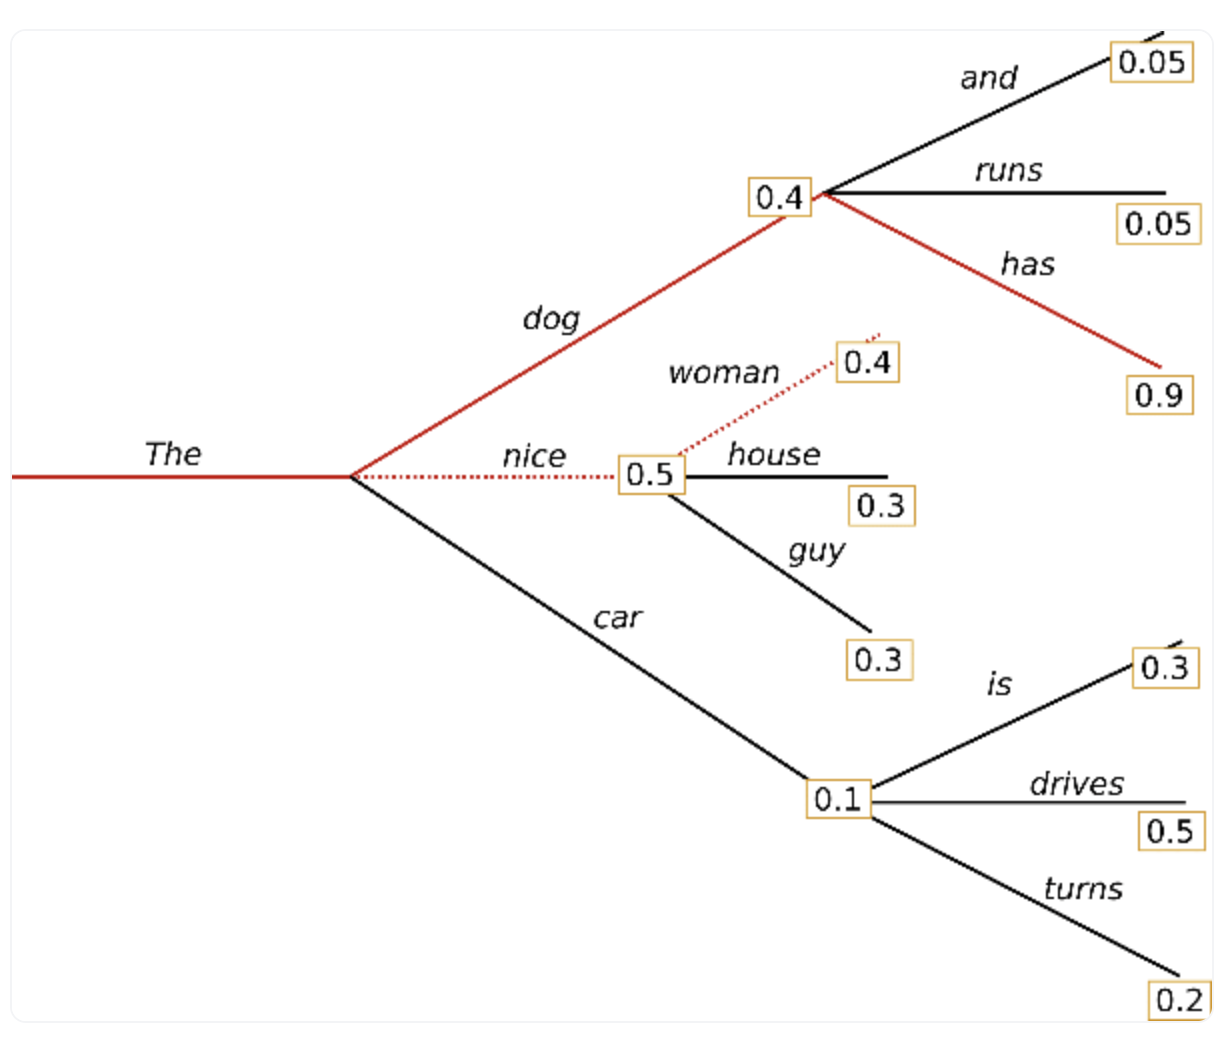 and
0.05
runs
0.4
0.05
has
dog
woman
0.4
0.9
The
nice
0.5
house
0.3
guy
car
0.3
is
0.3
drives
0.1
0.5
turns
0.2